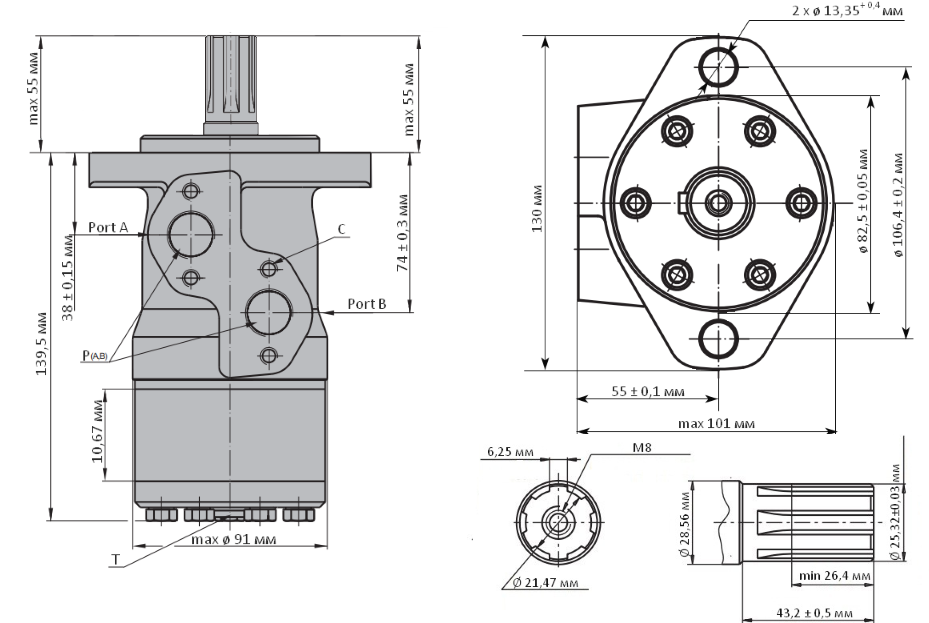 2 x ø 13,35⁺ ⁰,⁴ мм
max 55 мм
max 55 мм
Port A
C
38 ± 0,15 мм
74 ± 0,3 мм
Port B
139,5 мм
P(A,B)
10,67 мм
T
max ø 91 мм
130 мм
ø 82,5 ± 0,05 мм
ø 106,4 ± 0,2 мм
55 ± 0,1 мм
max 101 мм
6,25 мм
M8
Ø 21,47 мм
Ø 28,56 мм
Ø 25,32±0,03 мм
min 26,4 мм
43,2 ± 0,5 мм